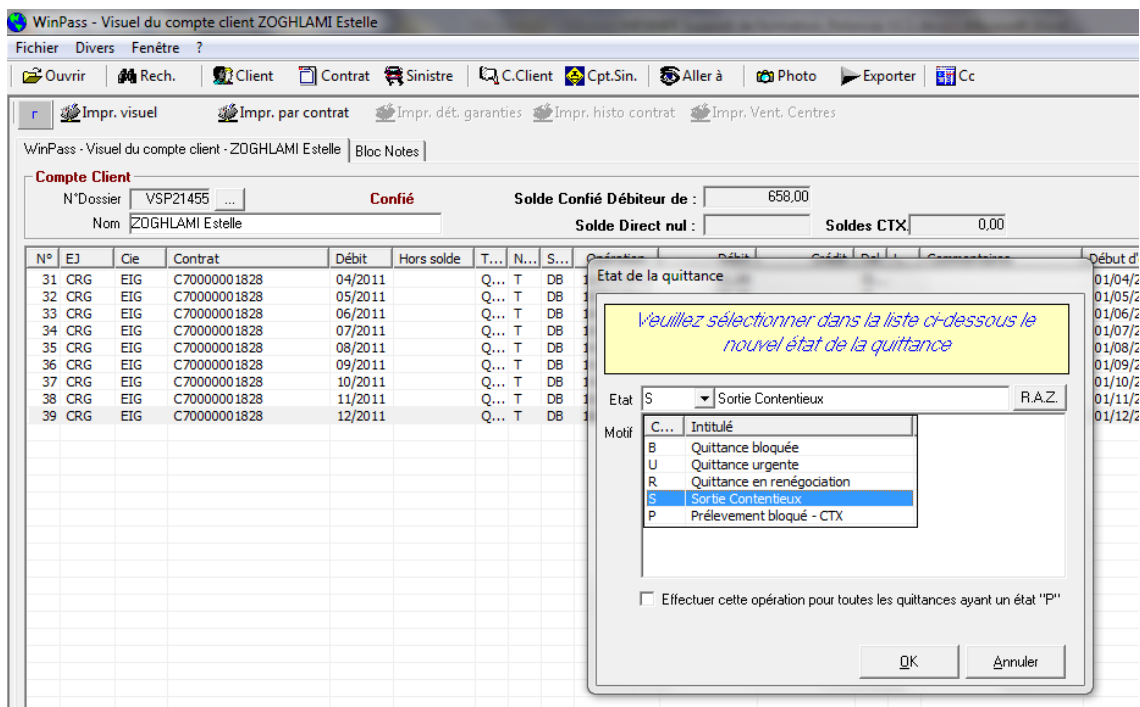 WinPass - Visuel du compte client ZOGHLAMI Estelle
Fichier Divers Fenêtre ?
Ouvrir Rech. Client Contrat Sinistre C.Client Cpt.Sin. Aller à Photo Exporter Cc
r Impr. visuel Impr. par contrat Impr. dét. garanties Impr. histo contrat Impr. Vent. Centres
WinPass - Visuel du compte client - ZOGHLAMI Estelle Bloc Notes
Compte Client
N°Dossier VSP21455 ... Confié Solde Confié Débiteur de : 658,00
Nom ZOGHLAMI Estelle Solde Direct nul : Soldes CTX 0,00
N° EJ Cie Contrat Débit Hors solde T... N... S... Opération Débit Crédit Commentaires Début d'
31 CRG EIG C70000001828 04/2011 Q... T DB 01/04/2
32 CRG EIG C70000001828 05/2011 Q... T DB 01/05/2
33 CRG EIG C70000001828 06/2011 Q... T DB 01/06/2
34 CRG EIG C70000001828 07/2011 Q... T DB 01/07/2
35 CRG EIG C70000001828 08/2011 Q... T DB 01/08/2
36 CRG EIG C70000001828 09/2011 Q... T DB 01/09/2
37 CRG EIG C70000001828 10/2011 Q... T DB 01/10/2
38 CRG EIG C70000001828 11/2011 Q... T DB 01/11/2
39 CRG EIG C70000001828 12/2011 Q... T DB 01/12/2
Etat de la quittance
Veuillez sélectionner dans la liste ci-dessous le
nouvel état de la quittance
Etat S Sortie Contentieux R.A.Z.
Motif C... Intitulé
B Quittance bloquée
U Quittance urgente
R Quittance en renégociation
S Sortie Contentieux
P Prélevement bloqué - CTX
Effectuer cette opération pour toutes les quittances ayant un état "P"
OK Annuler